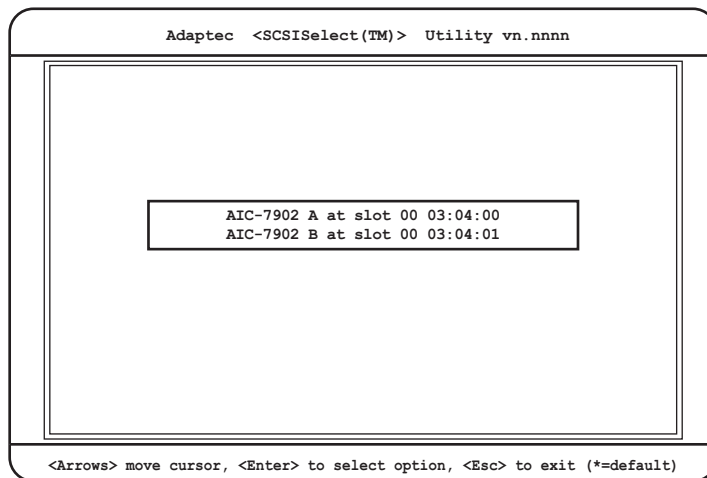 Adaptec <SCSISelect(TM)> Utility vn.nnnn
AIC-7902 A at slot 00 03:04:00
AIC-7902 B at slot 00 03:04:01
<Arrows> move cursor, <Enter> to select option, <Esc> to exit (*=default)